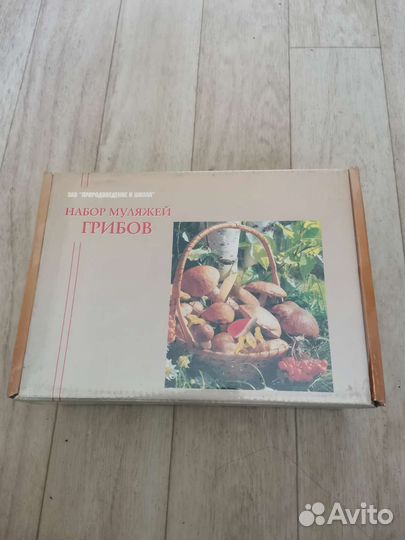 ЗАО "ПРИРОДОВЕДЕНИЕ И ШКОЛА"
НАБОР МУЛЯЖЕЙ
ГРИБОВ
Avito